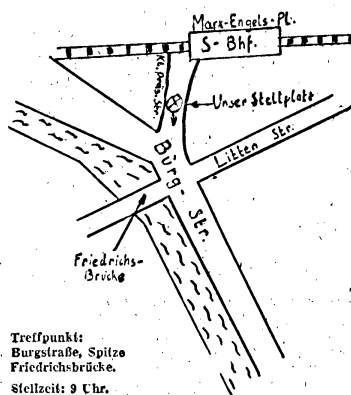 Marx-Engels-Pl.
S-Bhf.
Kl. Präs. Str.
Unser Stellplatz
Burg-
Str.
Litten Str.
Friedrichs-
Brücke
Treffpunkt:
Burgstraße, Spitze
Friedrichsbrücke.
Stellzeit: 9 Uhr.